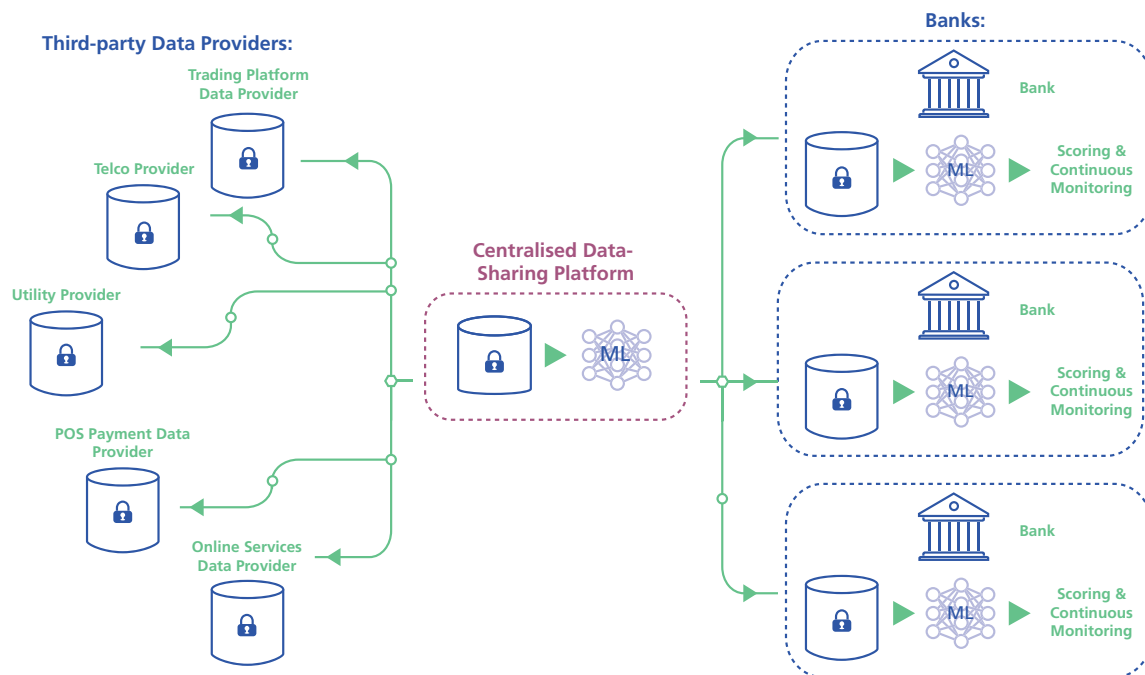 Third-party Data Providers:
Trading Platform
Data Provider
Telco Provider
Utility Provider
POS Payment Data
Provider
Online Services
Data Provider
Centralised Data-
Sharing Platform
ML
Banks:
Bank
ML
Scoring &
Continuous
Monitoring
Bank
ML
Scoring &
Continuous
Monitoring
Bank
ML
Scoring &
Continuous
Monitoring